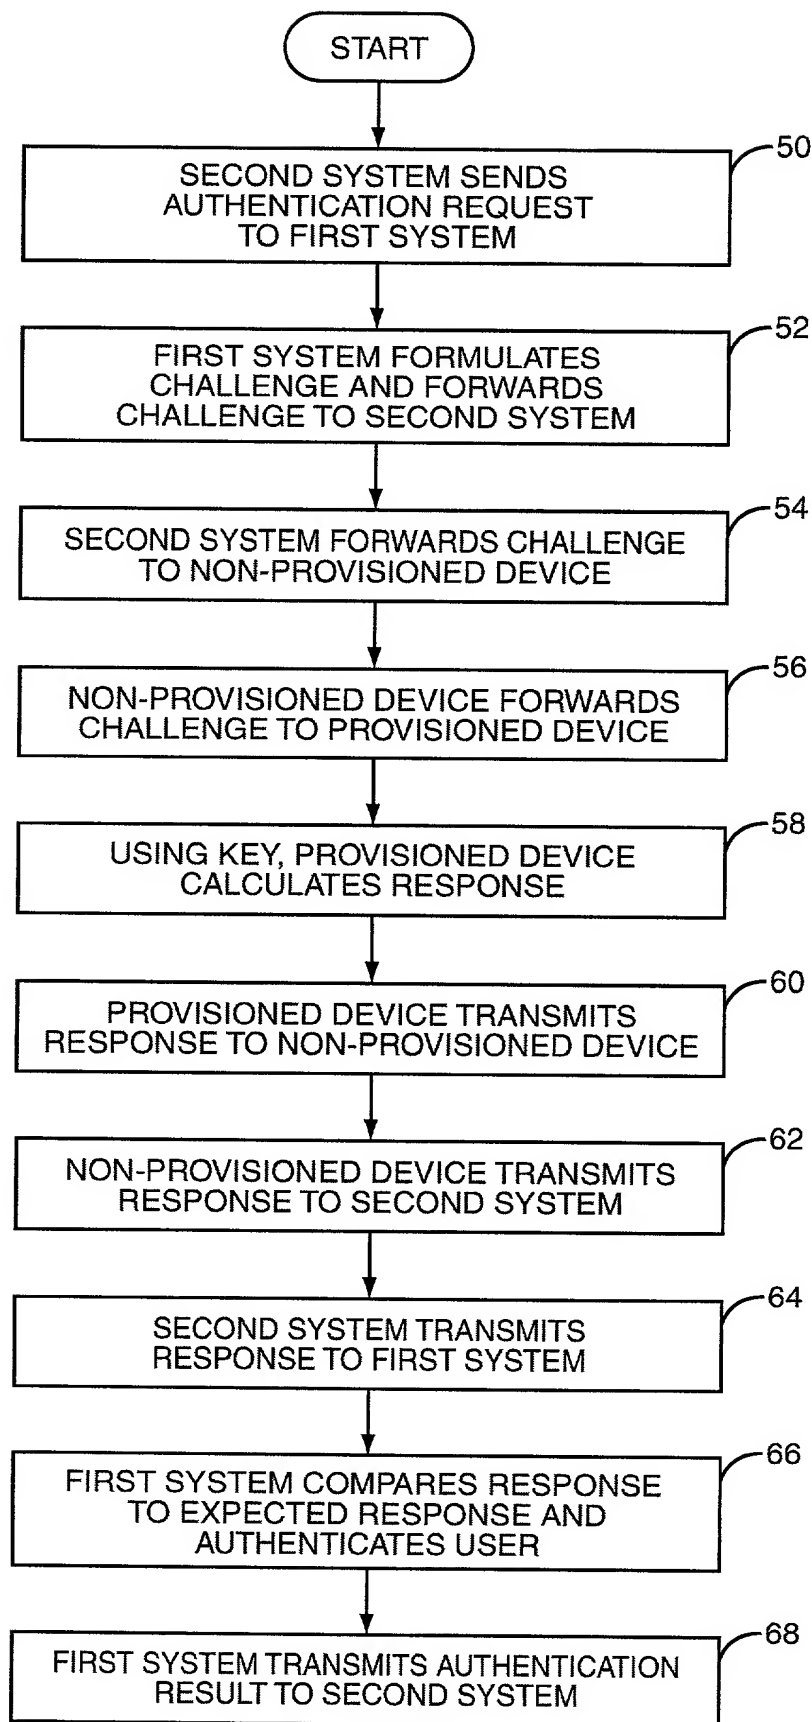 START
50
SECOND SYSTEM SENDS
AUTHENTICATION REQUEST
TO FIRST SYSTEM
52
FIRST SYSTEM FORMULATES
CHALLENGE AND FORWARDS
CHALLENGE TO SECOND SYSTEM
54
SECOND SYSTEM FORWARDS CHALLENGE
TO NON-PROVISIONED DEVICE
56
NON-PROVISIONED DEVICE FORWARDS
CHALLENGE TO PROVISIONED DEVICE
58
USING KEY, PROVISIONED DEVICE
CALCULATES RESPONSE
60
PROVISIONED DEVICE TRANSMITS
RESPONSE TO NON-PROVISIONED DEVICE
62
NON-PROVISIONED DEVICE TRANSMITS
RESPONSE TO SECOND SYSTEM
64
SECOND SYSTEM TRANSMITS
RESPONSE TO FIRST SYSTEM
66
FIRST SYSTEM COMPARES RESPONSE
TO EXPECTED RESPONSE AND
AUTHENTICATES USER
68
FIRST SYSTEM TRANSMITS AUTHENTICATION
RESULT TO SECOND SYSTEM